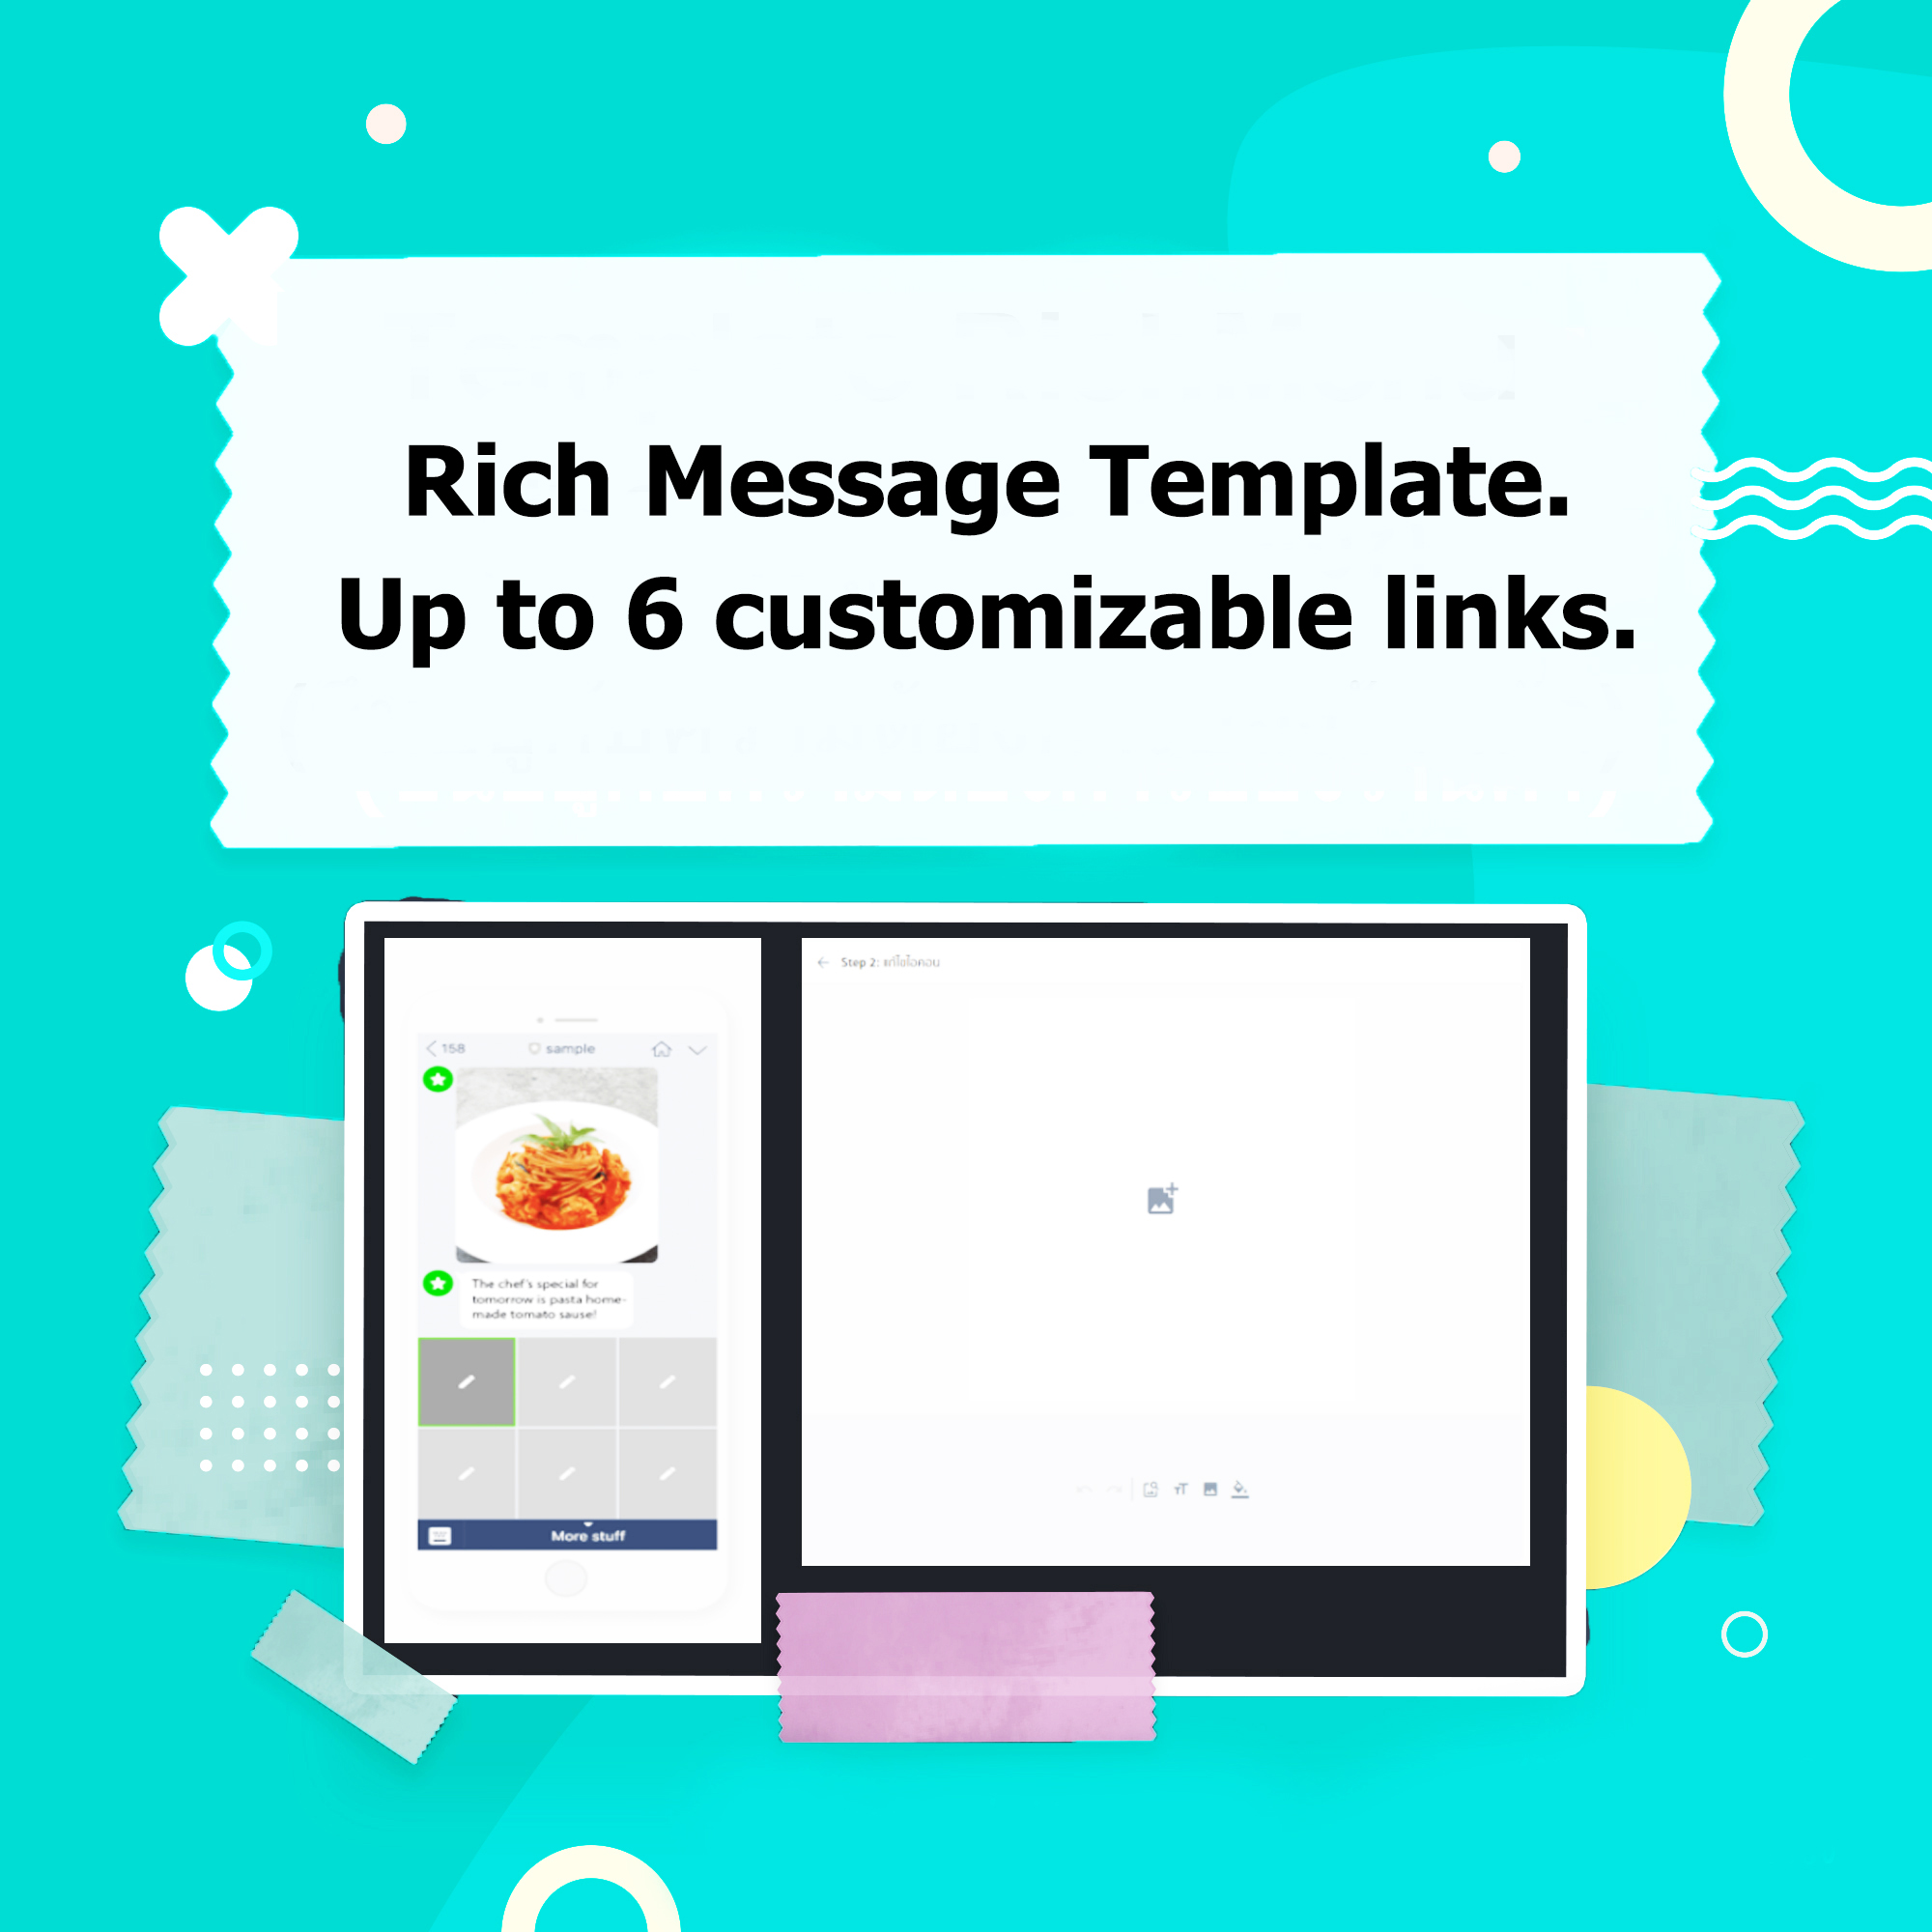 Rich Message Template.
Up to 6 customizable links.
Step 2: แก้ไขไอคอน
158
sample
The chef's special for
tomorrow is pasta home-
made tomato sause!
More stuff